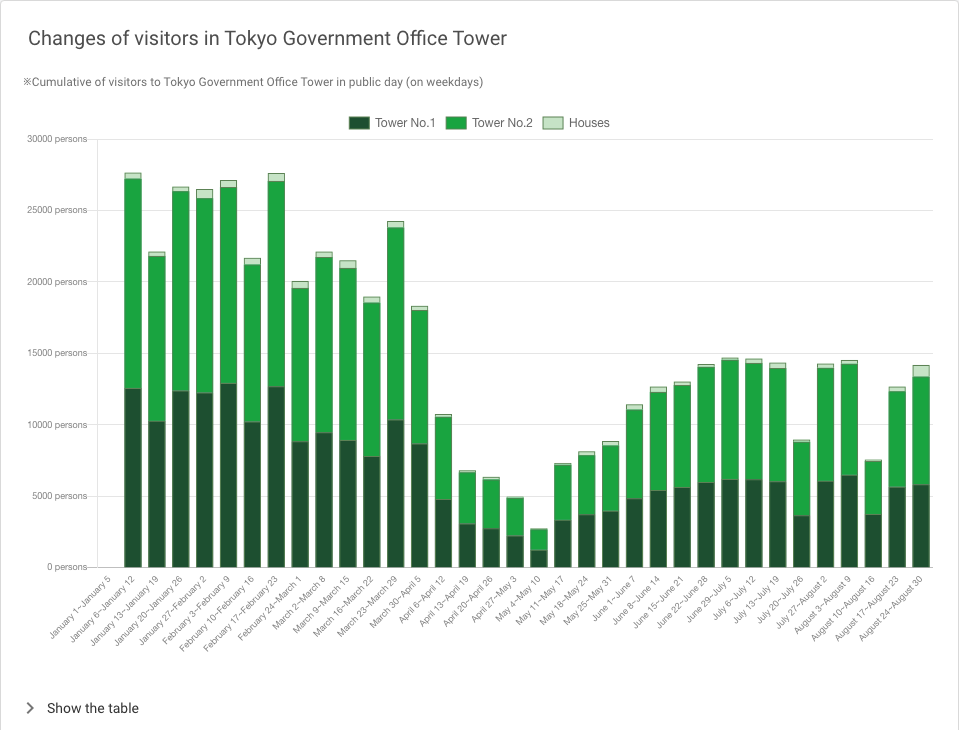 Changes of visitors in Tokyo Government Office Tower
※Cumulative of visitors to Tokyo Government Office Tower in public day (on weekdays)
Tower No.1 Tower No.2 Houses
30000 persons
25000 persons
20000 persons
15000 persons
10000 persons
5000 persons
0 persons
January 1~January 5
January 6~January 12
January 13~January 19
January 20~January 26
January 27~February 2
February 3~February 9
February 10~February 16
February 17~February 23
February 24~March 1
March 2~March 8
March 9~March 15
March 16~March 22
March 23~March 29
March 30~April 5
April 6~April 12
April 13~April 19
April 20~April 26
April 27~May 3
May 4~May 10
May 11~May 17
May 18~May 24
May 25~May 31
June 1~June 7
June 8~June 14
June 15~June 21
June 22~June 28
June 29~July 5
July 6~July 12
July 13~July 19
July 20~July 26
July 27~August 2
August 3~August 9
August 10~August 16
August 17~August 23
August 24~August 30
Show the table